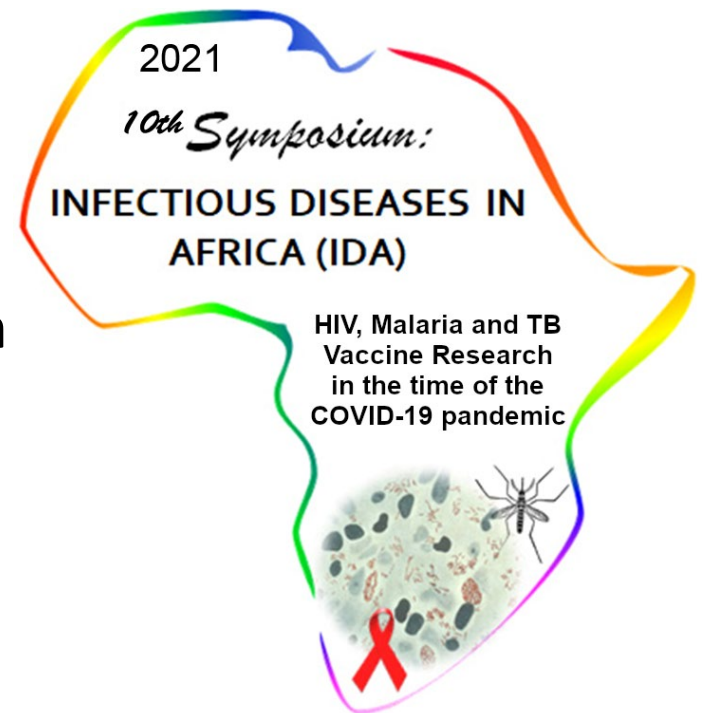 2021
10th Symposium:
INFECTIOUS DISEASES IN
AFRICA (IDA)
HIV, Malaria and TB
Vaccine Research
in the time of the
COVID-19 pandemic